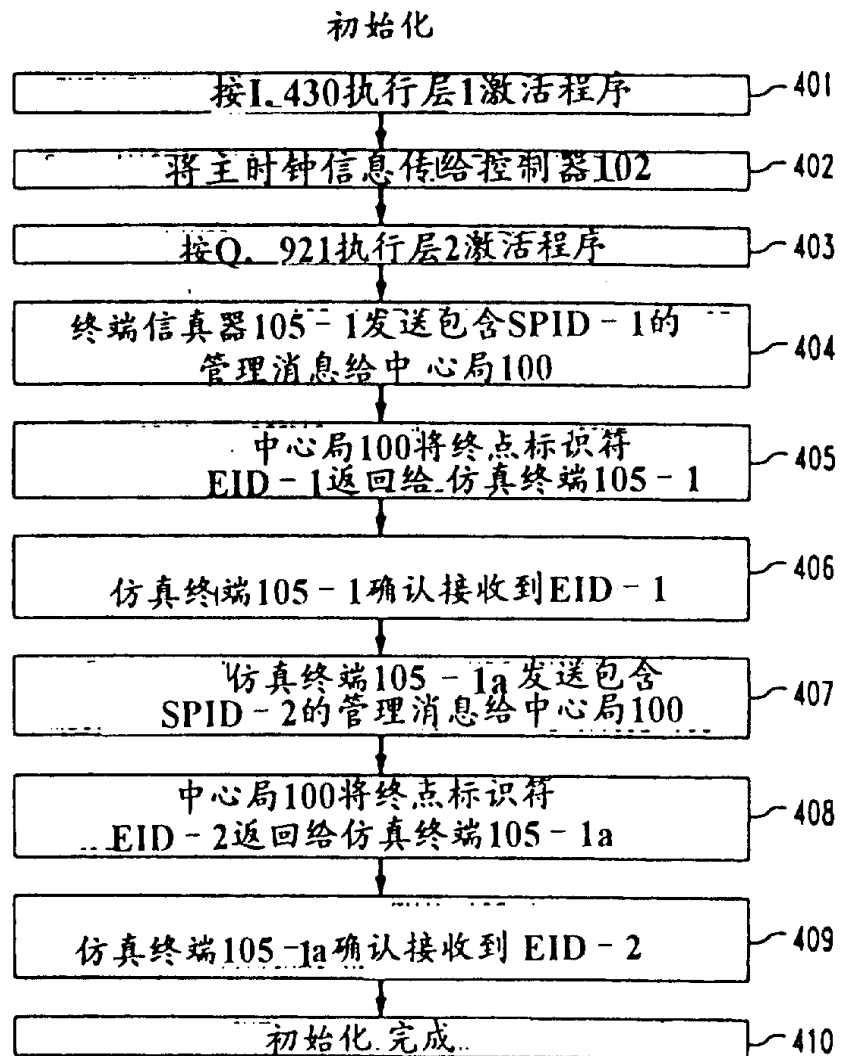 初始化
按I.430执行层1激活程序
401
将主时钟信息传给控制器102
402
按Q.921执行层2激活程序
403
终端信真器105-1发送包含SPID-1的
管理消息给中心局100
404
中心局100将终点标识符
EID-1返回给仿真终端105-1
405
仿真终端105-1确认接收到EID-1
406
仿真终端105-1a发送包含
SPID-2的管理消息给中心局100
407
中心局100将终点标识符
EID-2返回给仿真终端105-1a
408
仿真终端105-1a确认接收到 EID-2
409
初始化完成
410